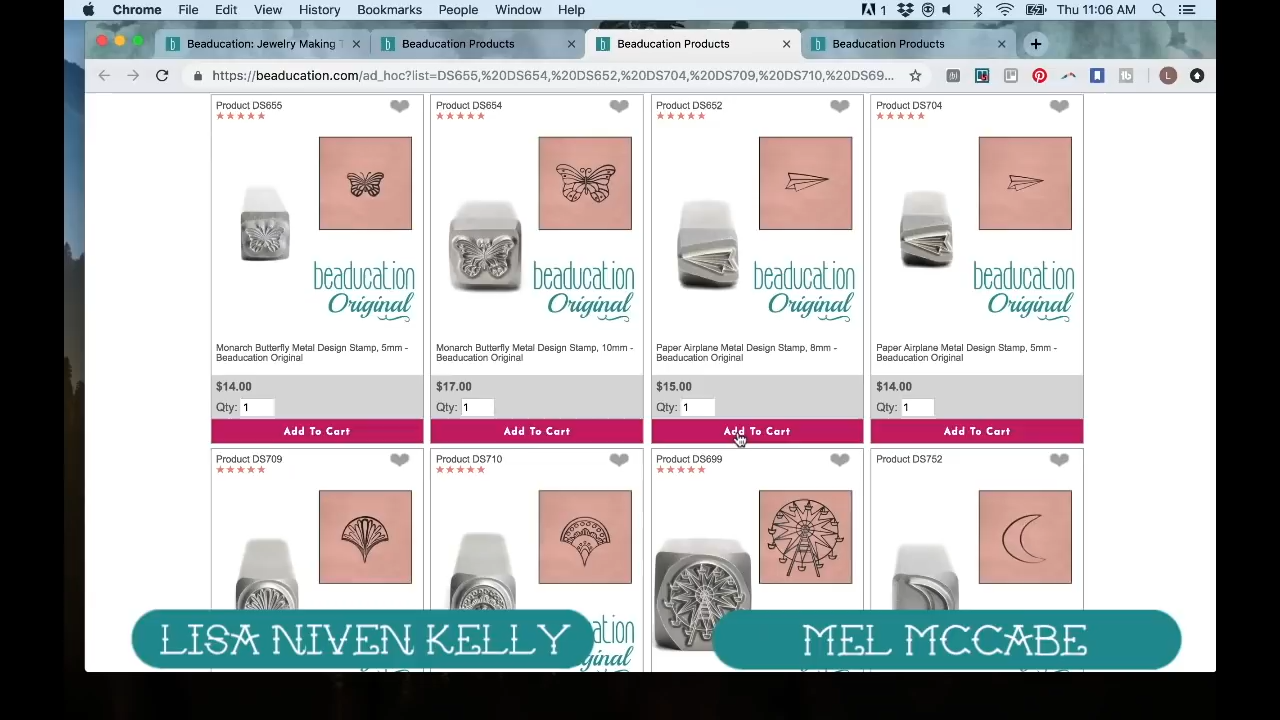 Chrome File Edit View History Bookmarks People Window Help 1 Thu 11:06 AM
Beaducation: Jewelry Making T Beaducation Products Beaducation Products Beaducation Products
https://beaducation.com/ad_hoc?list=DS655,%20DS654,%20DS652,%20DS704,%20DS709,%20DS710,%20DS69... L
Product DS655
beaducation
Original
Monarch Butterfly Metal Design Stamp, 5mm -
Beaducation Original
$14.00
Qty: 1
Add To Cart
Product DS654
beaducation
Original
Monarch Butterfly Metal Design Stamp, 10mm -
Beaducation Original
$17.00
Qty: 1
Add To Cart
Product DS652
beaducation
Original
Paper Airplane Metal Design Stamp, 8mm -
Beaducation Original
$15.00
Qty: 1
Add To Cart
Product DS704
beaducation
Original
Paper Airplane Metal Design Stamp, 5mm -
Beaducation Original
$14.00
Qty: 1
Add To Cart
Product DS709
Product DS710
Original
Product DS699
Product DS752
LISA NIVEN KELLY
MEL MCCABE